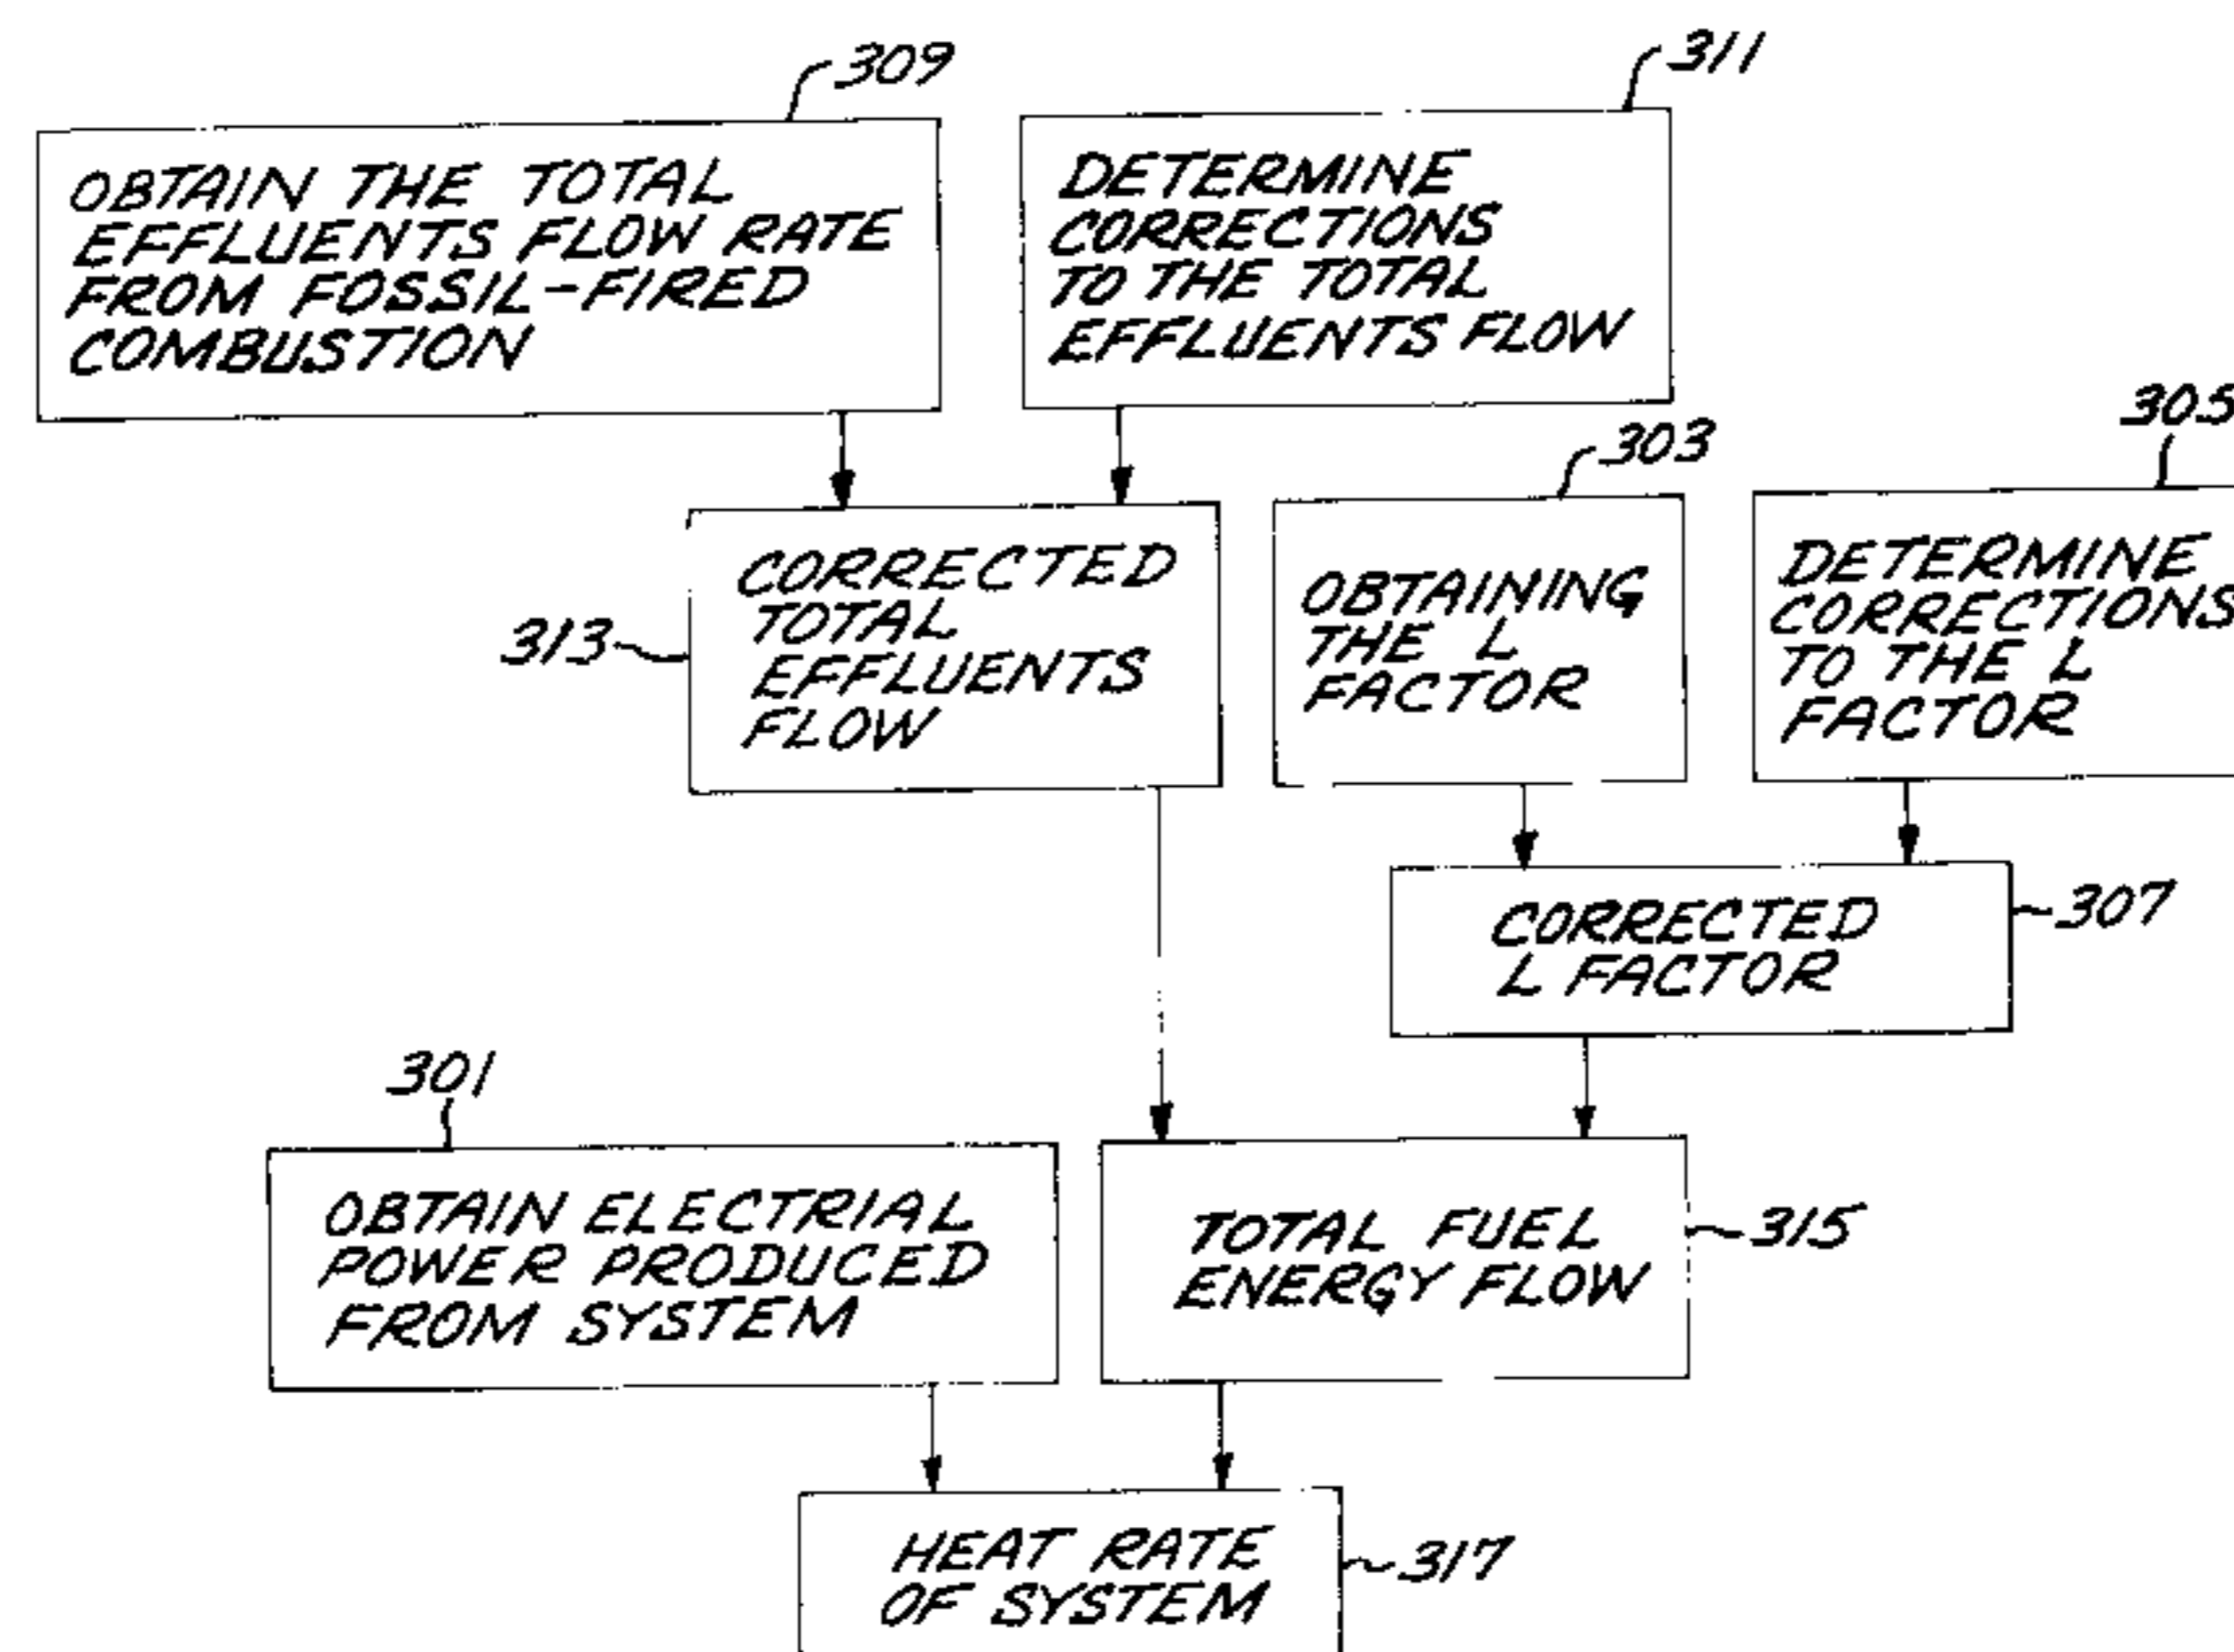 309
OBTAIN THE TOTAL
EFFLUENTS FLOW RATE
FROM FOSSIL-FIRED
COMBUSTION
311
DETERMINE
CORRECTIONS
TO THE TOTAL
EFFLUENTS FLOW
313
CORRECTED
TOTAL
EFFLUENTS
FLOW
303
OBTAINING
THE L
FACTOR
305
DETERMINE
CORRECTIONS
TO THE L
FACTOR
CORRECTED
L FACTOR
307
301
OBTAIN ELECTRIAL
POWER PRODUCED
FROM SYSTEM
TOTAL FUEL
ENERGY FLOW
315
HEAT RATE
OF SYSTEM
317